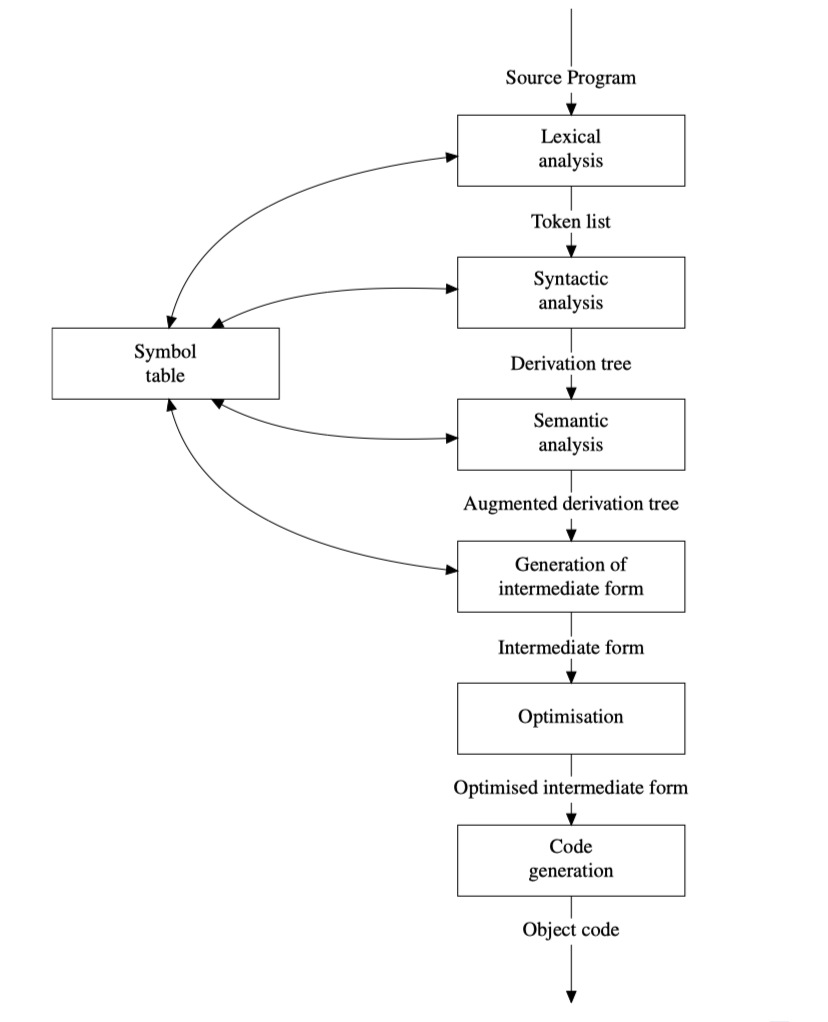 Source Program
Lexical
analysis
Token list
Syntactic
analysis
Symbol
table
Derivation tree
Semantic
analysis
Augmented derivation tree
Generation of
intermediate form
Intermediate form
Optimisation
Optimised intermediate form
Code
generation
Object code